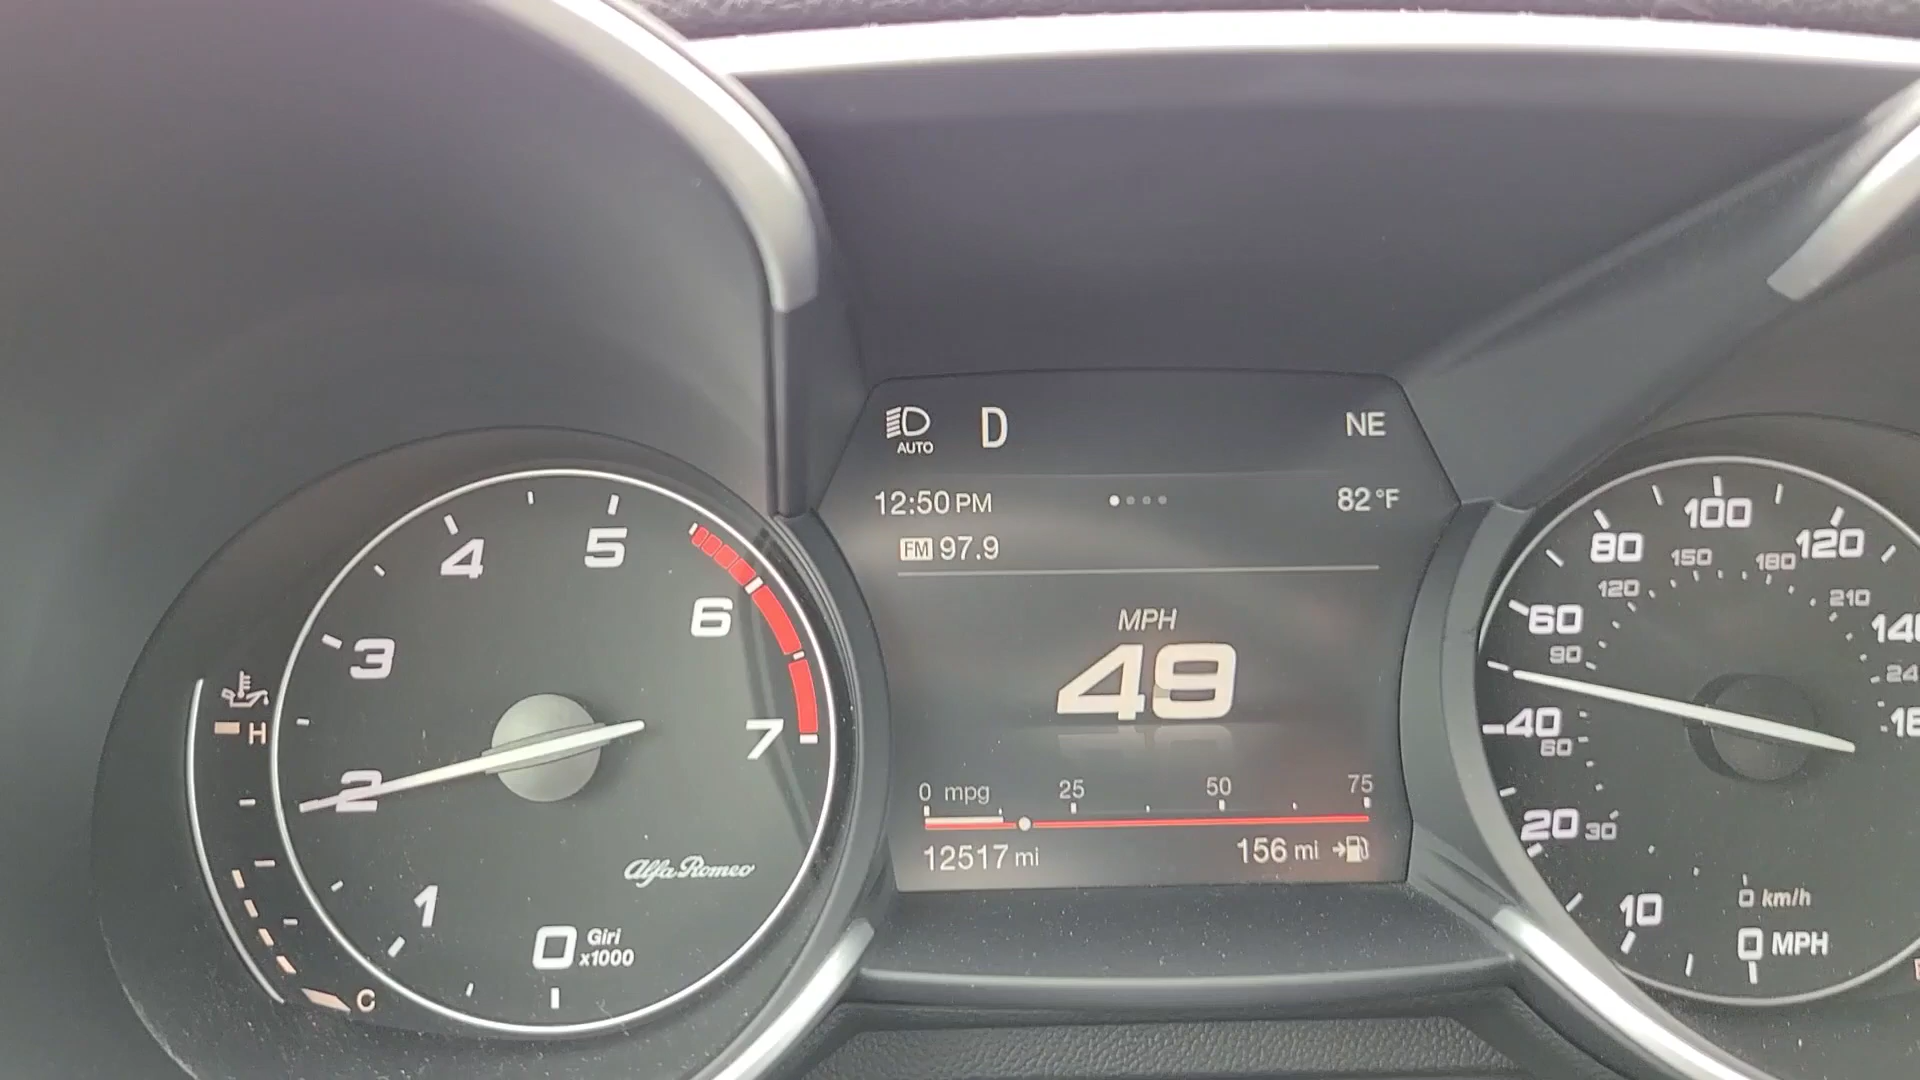 AUTO D NE
12:50 PM 82°F
FM 97.9
MPH
49
0 mpg 25 50 75
12517 mi 156 mi
H
C
0 1 2 3 4 5 6 7
Giri
x1000
Alfa Romeo
0 MPH
10 20 40 60 80 100 120
0 km/h
30 60 90 120 150 180 210